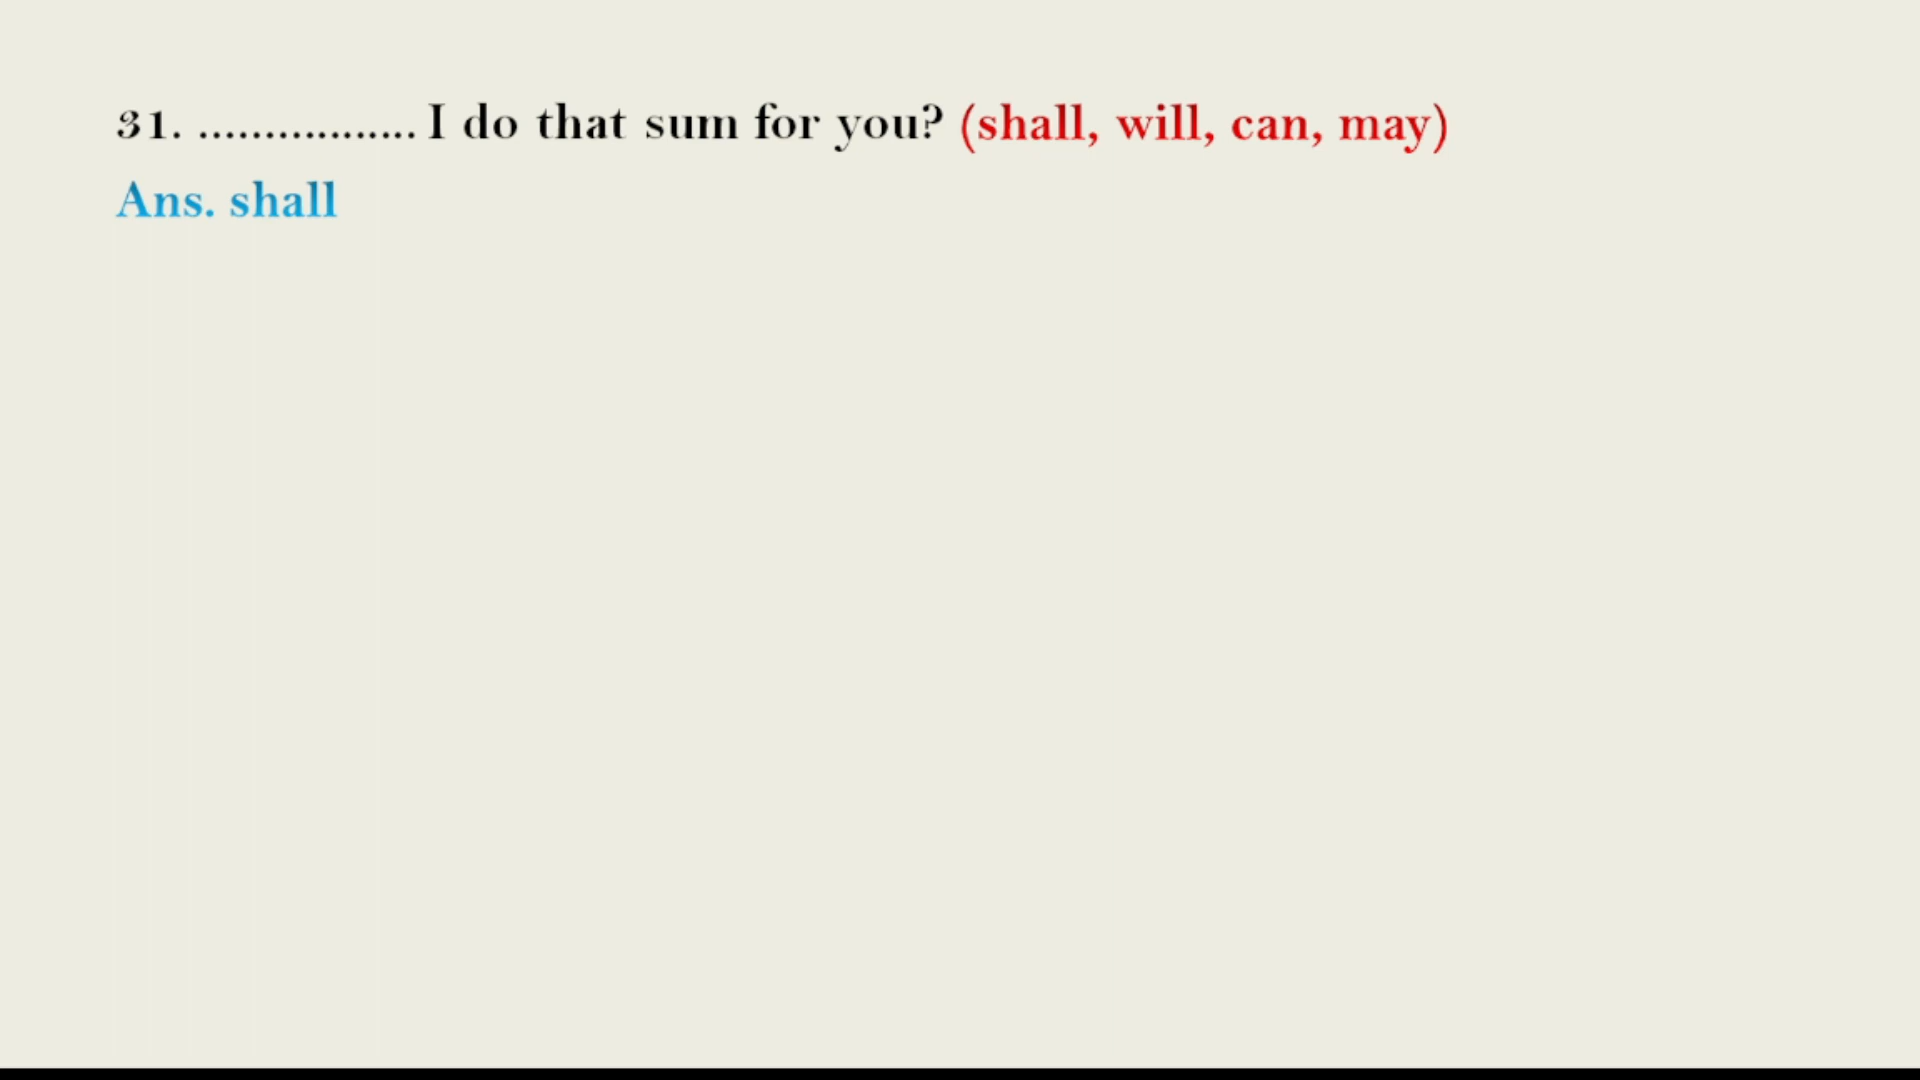 31. ................. I do that sum for you? (shall, will, can, may)
Ans. shall